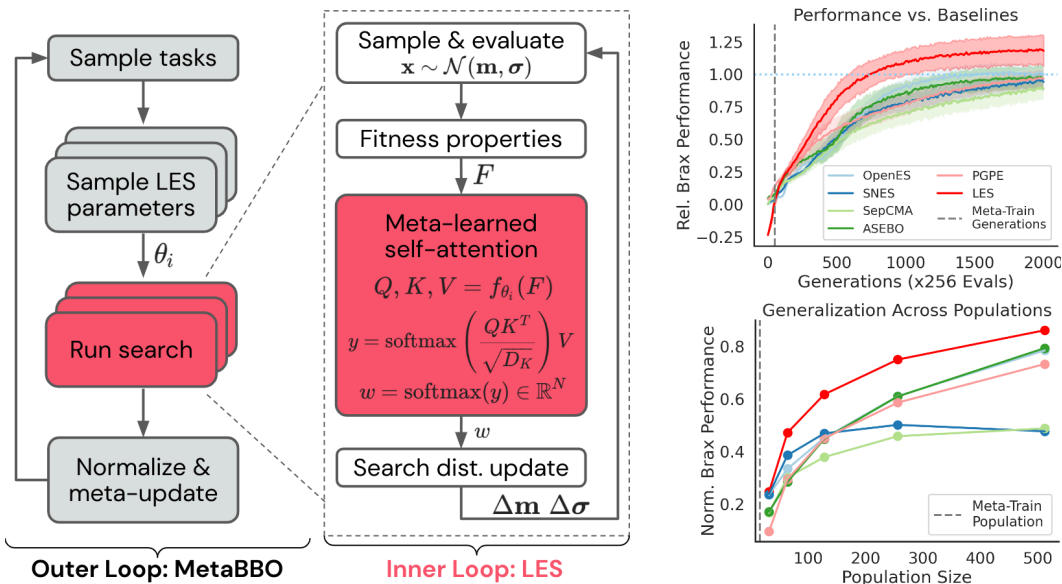 Sample tasks
Sample LES
parameters
θᵢ
Run search
Normalize &
meta-update
Outer Loop: MetaBBO
Sample & evaluate
x ∼ 𝒩(m, σ)
Fitness properties
F
Meta-learned
self-attention
Q, K, V = f_{θᵢ}(F)
y = softmax (QK^T / √D_K) V
w = softmax(y) ∈ ℝ^N
w
Search dist. update
Δm Δσ
Inner Loop: LES
Performance vs. Baselines
Rel. Brax Performance
1.25
1.00
0.75
0.50
0.25
0.00
−0.25
OpenES
SNES
SepCMA
ASEBO
PGPE
LES
Meta-Train
Generations
0 500 1000 1500 2000
Generations (x256 Evals)
Generalization Across Populations
Norm. Brax Performance
0.8
0.6
0.4
0.2
Meta-Train
Population
100 200 300 400 500
Population Size